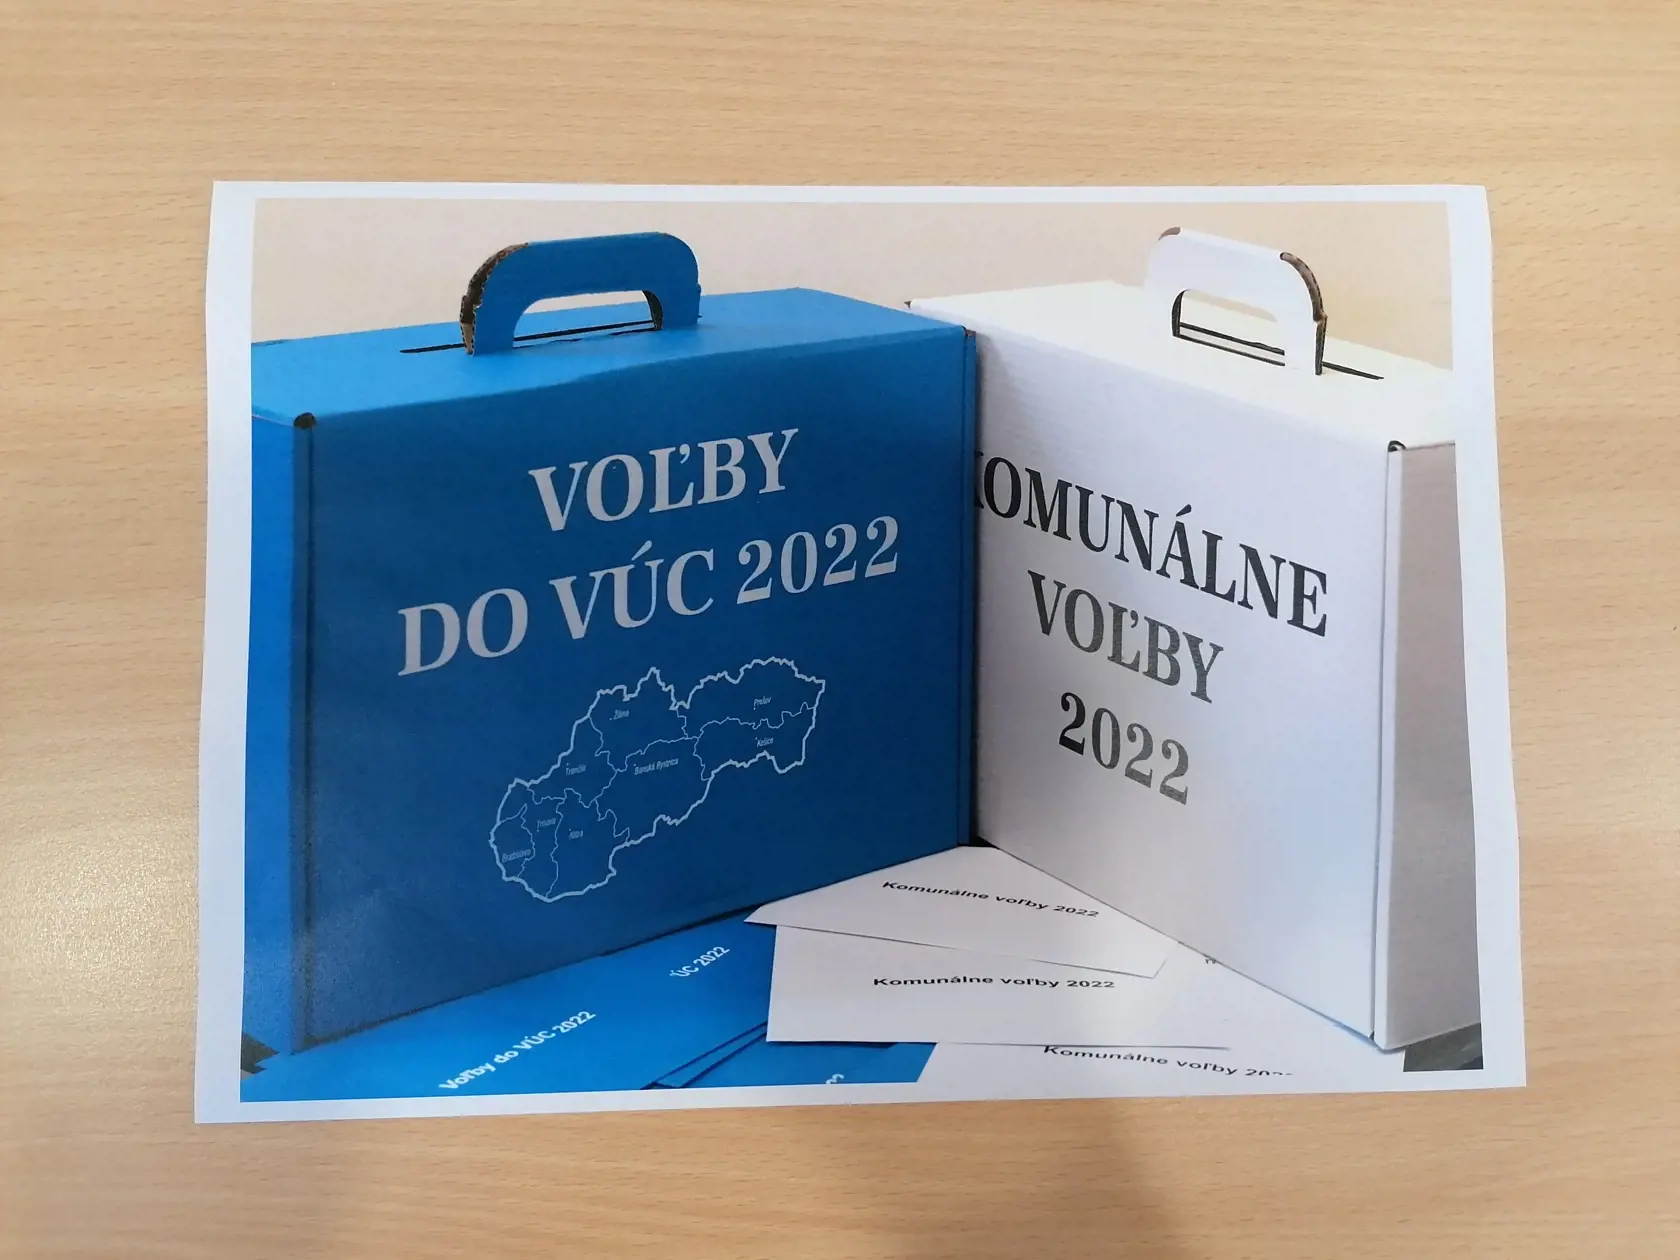 VOĽBY
DO VÚC 2022
Žilina
Prešov
Košice
Trenčín
Banská Bystrica
Trnava
Nitra
Bratislava
KOMUNÁLNE
VOĽBY
2022
Komunálne voľby 2022
Komunálne voľby 2022
Komunálne voľby 2022
ÚC 2022
Voľby do VÚC 2022